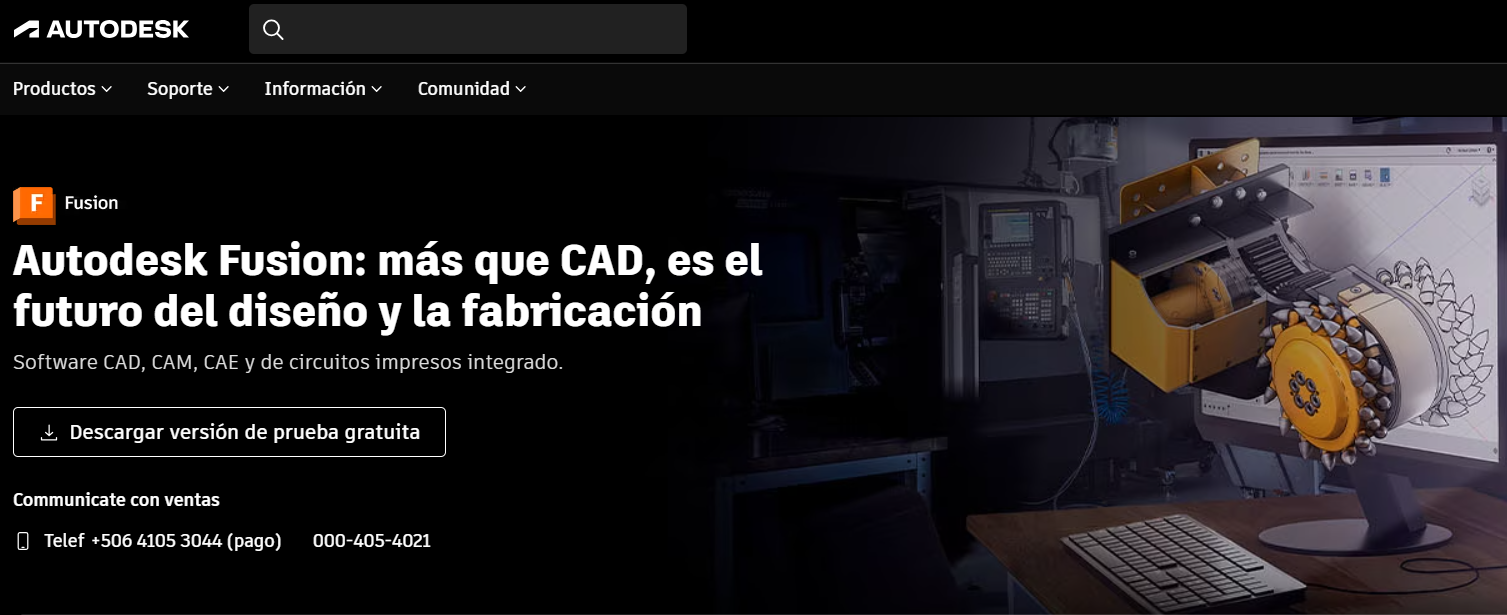 AUTODESK
Productos
Soporte
Información
Comunidad
F
Fusion
Autodesk Fusion: más que CAD, es el
futuro del diseño y la fabricación
Software CAD, CAM, CAE y de circuitos impresos integrado.
Descargar versión de prueba gratuita
Communicate con ventas
Telef +506 4105 3044 (pago) 000-405-4021